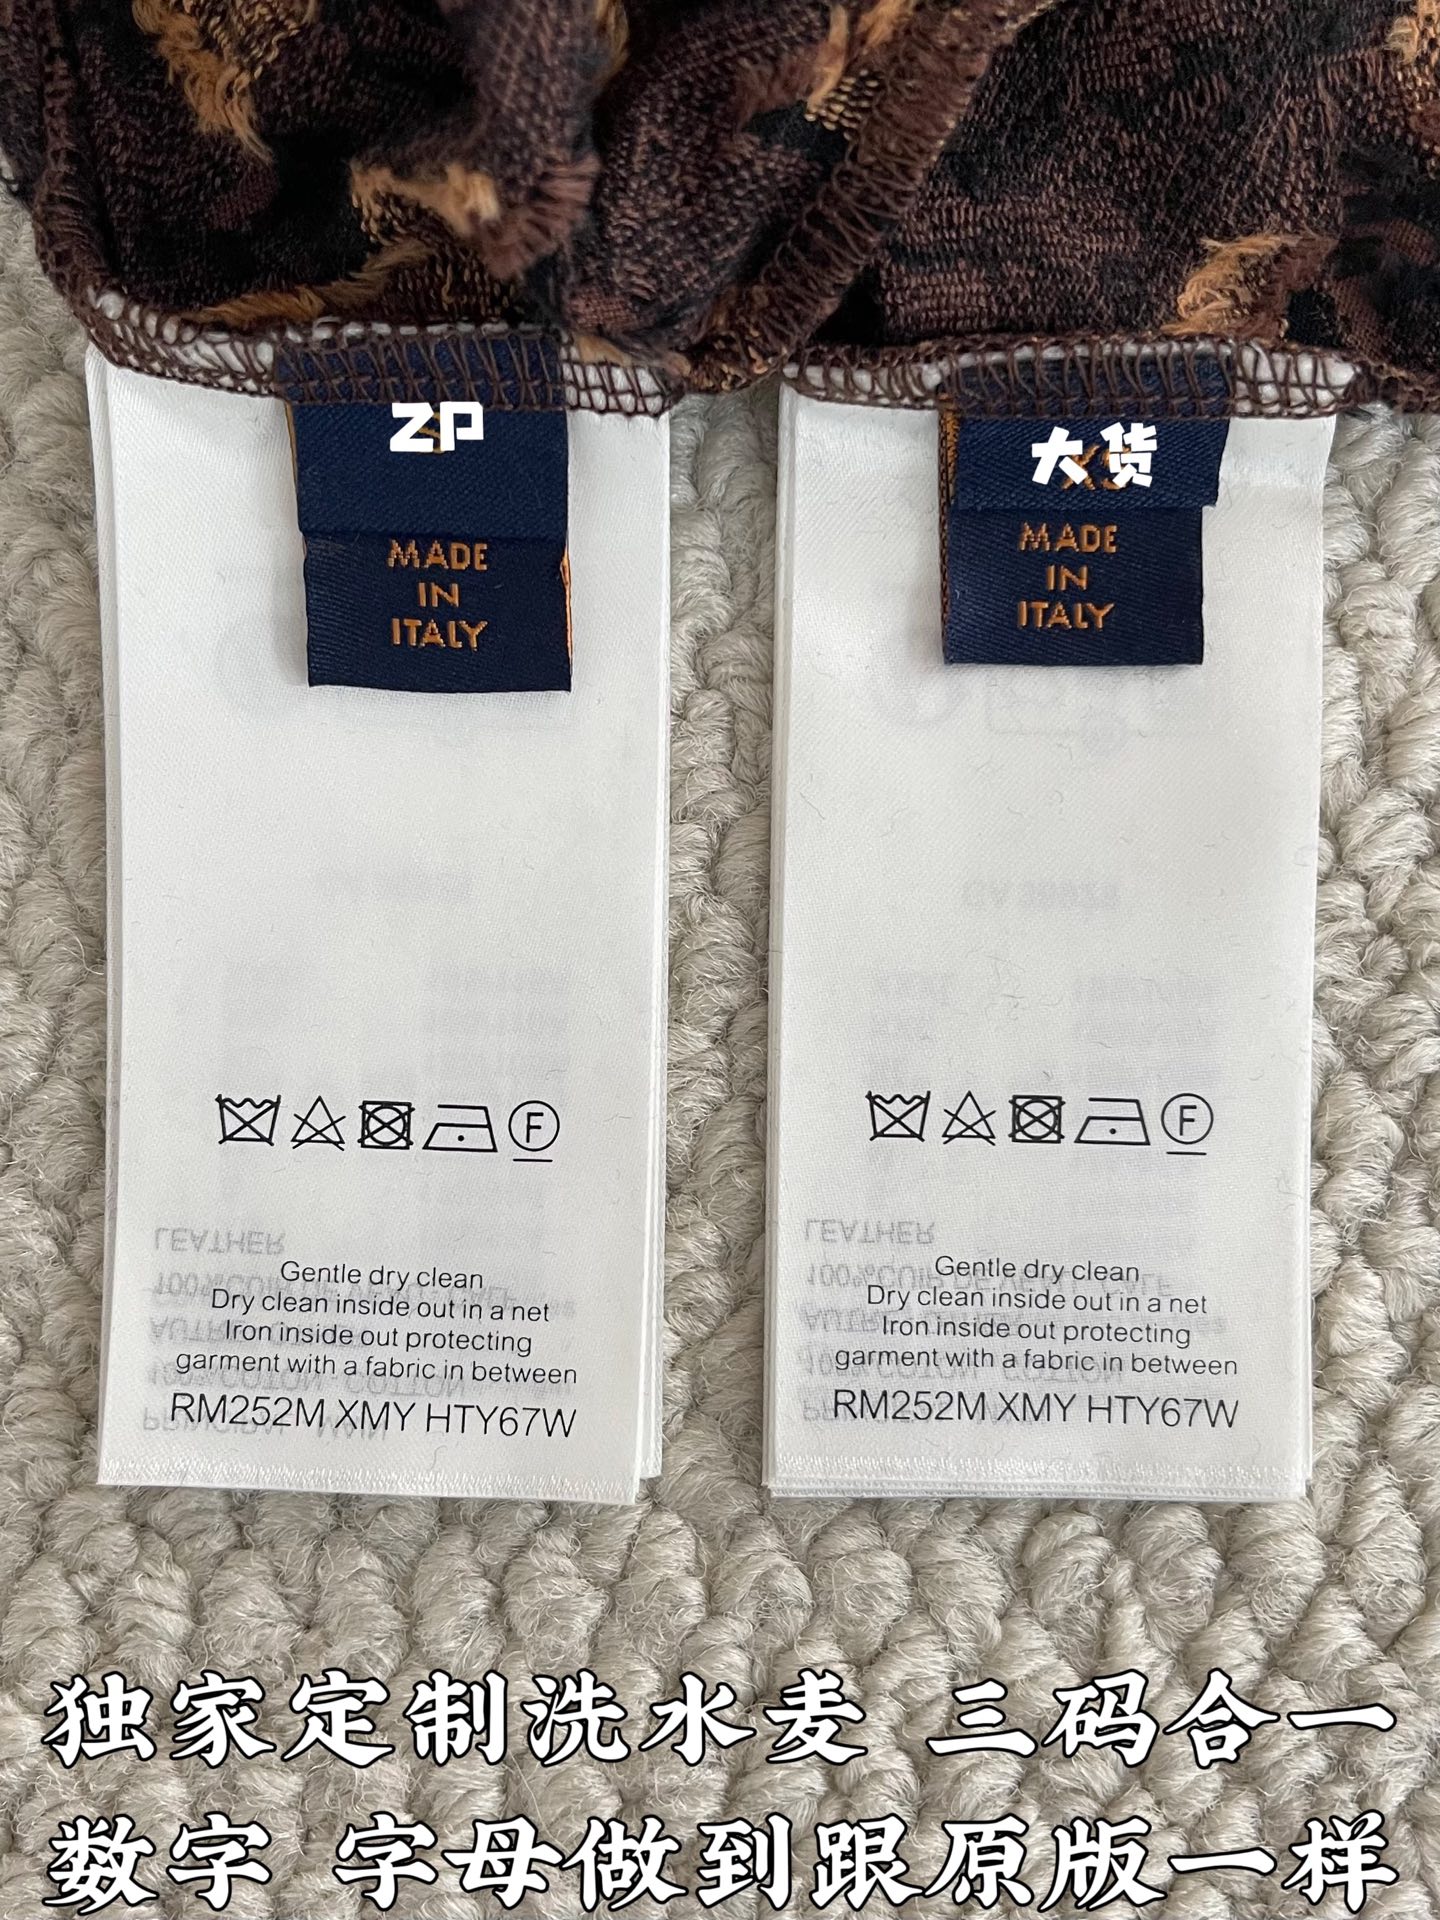 ZP
MADE
IN
ITALY
Gentle dry clean
Dry clean inside out in a net
Iron inside out protecting
garment with a fabric in between
RM252M XMY HTY67W
大货
XS
MADE
IN
ITALY
Gentle dry clean
Dry clean inside out in a net
Iron inside out protecting
garment with a fabric in between
RM252M XMY HTY67W
F
F
LEATHER
LEATHER
独家定制洗水麦 三码合一
数字 字母做到跟原版一样